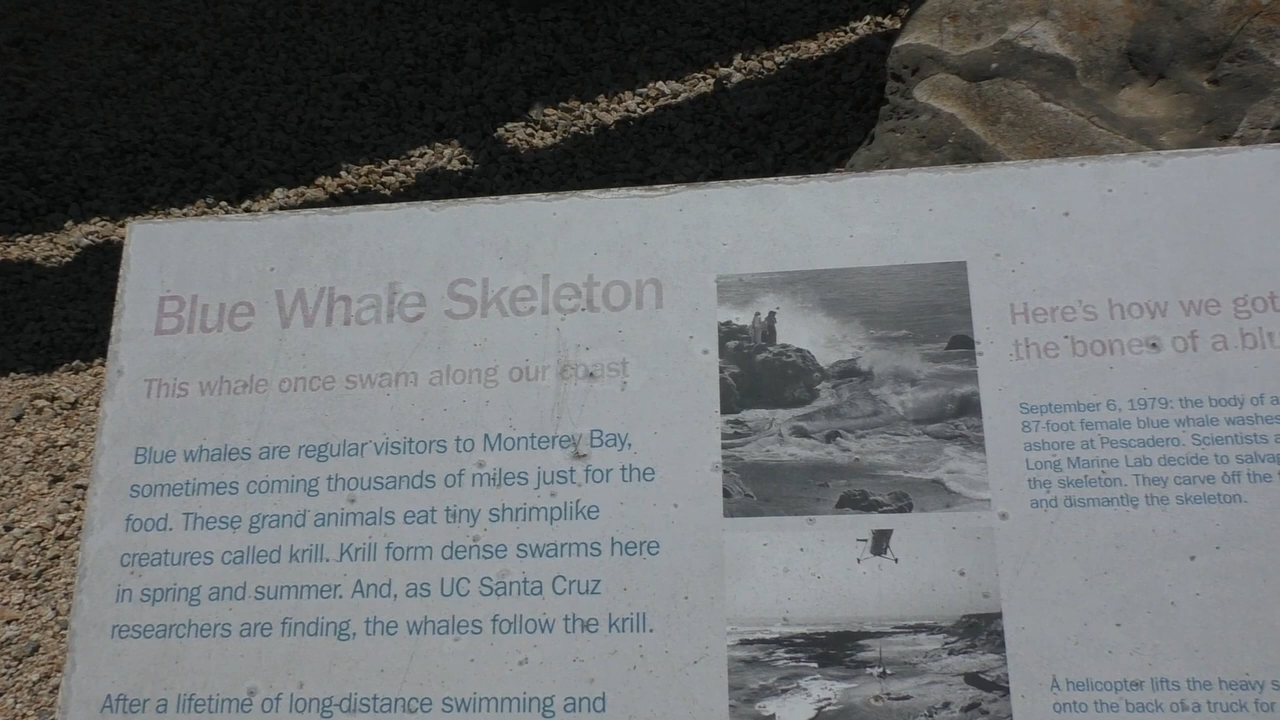 Blue Whale Skeleton
This whale once swam along our coast
Blue whales are regular visitors to Monterey Bay,
sometimes coming thousands of miles just for the
food. These grand animals eat tiny shrimplike
creatures called krill. Krill form dense swarms here
in spring and summer. And, as UC Santa Cruz
researchers are finding, the whales follow the krill.
After a lifetime of long-distance swimming and
Here's how we got
the bones of a
September 6, 1979: the body of a
87-foot female blue whale washes
ashore at Pescadero. Scientists
Long Marine Lab decide to
the skeleton. They carve off the
and dismantle the skeleton.
A helicopter lifts the heavy
onto the back of a truck for